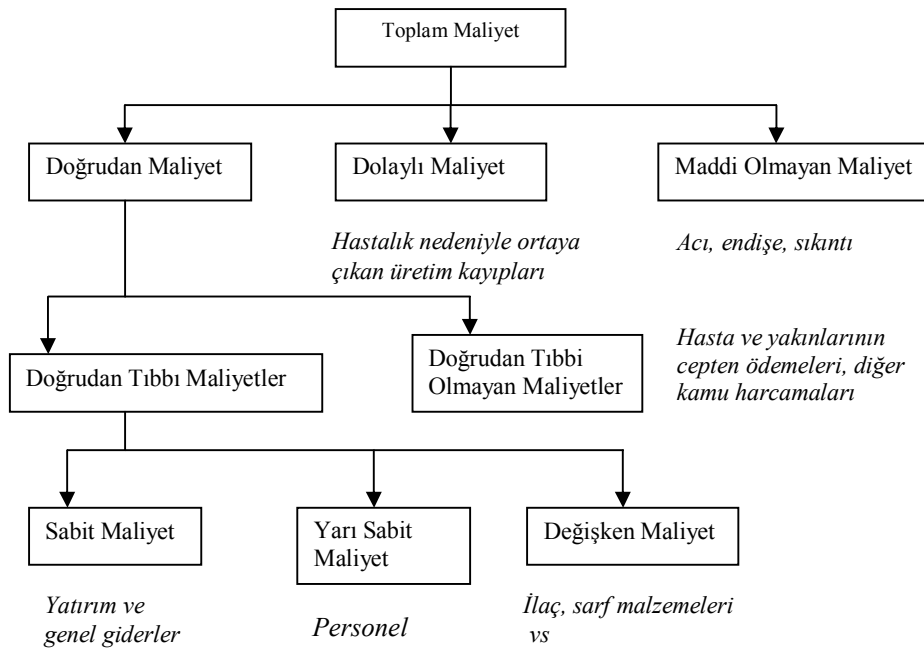 Toplam Maliyet
Doğrudan Maliyet
Dolaylı Maliyet
Maddi Olmayan Maliyet
Hastalık nedeniyle ortaya
çıkan üretim kayıpları
Acı, endişe, sıkıntı
Doğrudan Tıbbı Maliyetler
Doğrudan Tıbbi
Olmayan Maliyetler
Hasta ve yakınlarının
cepten ödemeleri, diğer
kamu harcamaları
Sabit Maliyet
Yarı Sabit
Maliyet
Değişken Maliyet
Yatırım ve
genel giderler
Personel
İlaç, sarf malzemeleri
vs